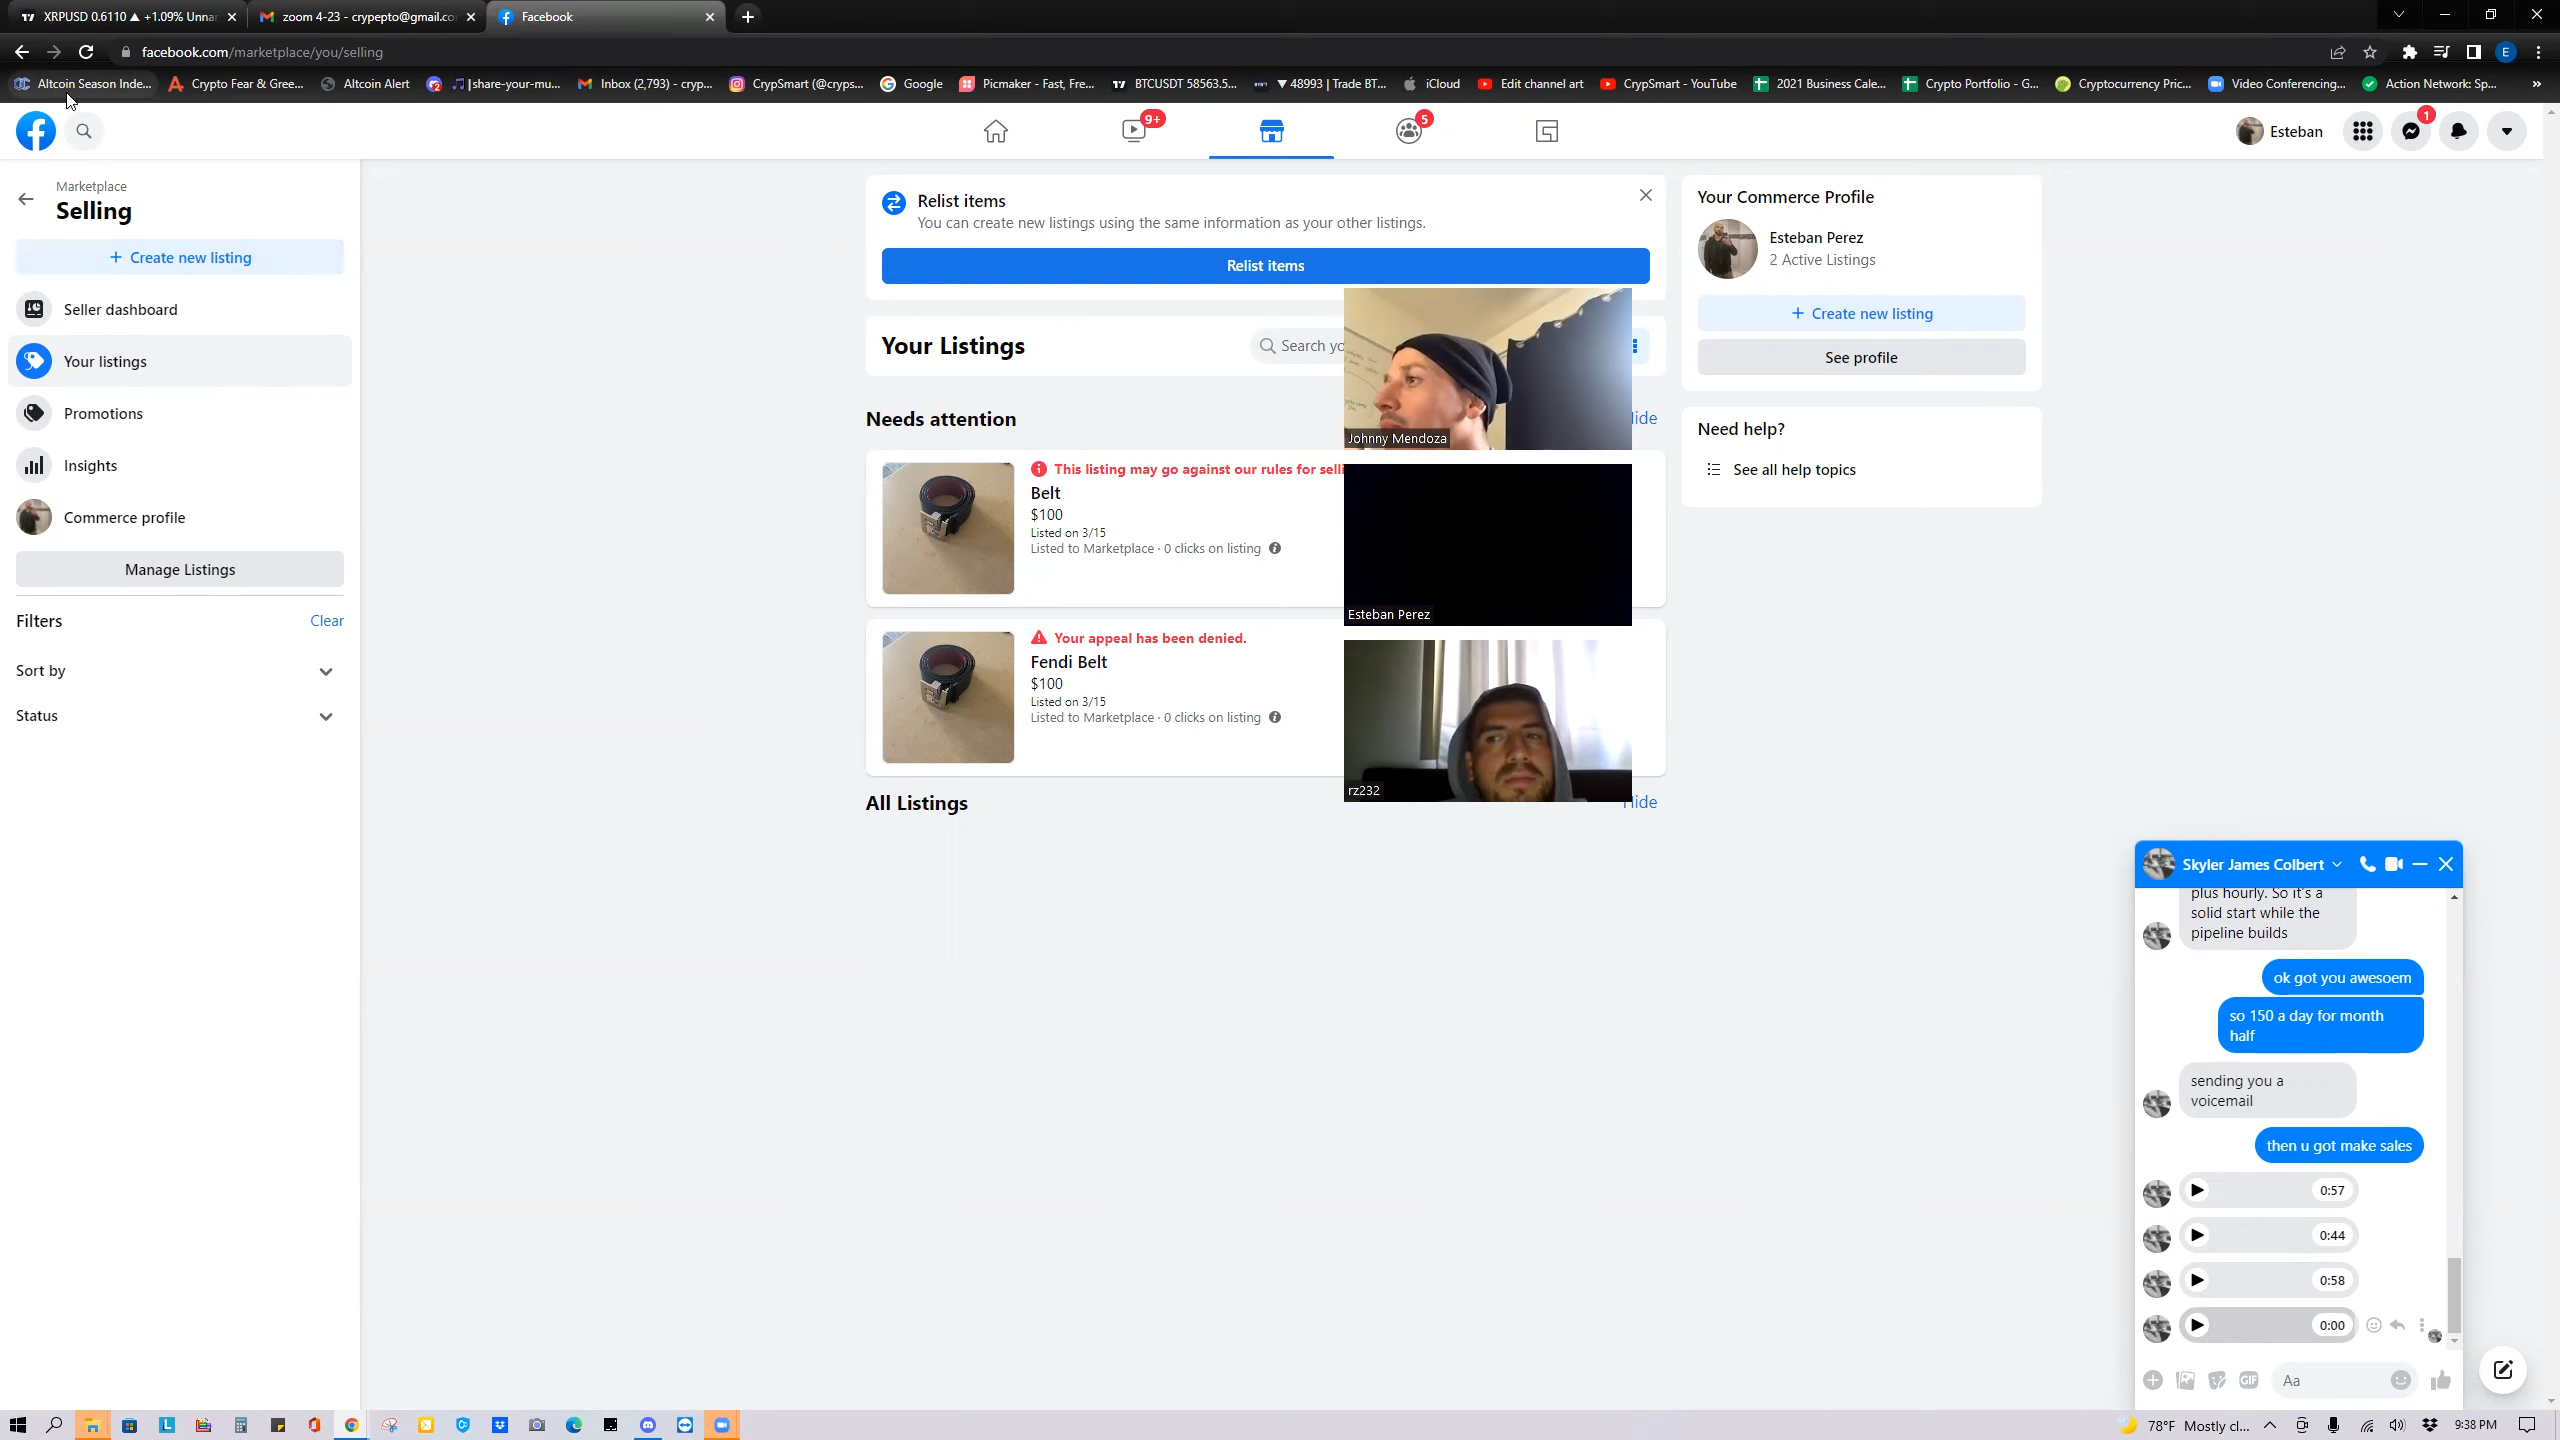 XRPUSD 0.6110 ▲ +1.09% Unnar
zoom 4-23 - crypepto@gmail.co
Facebook
facebook.com/marketplace/you/selling
E
Altcoin Season Inde...
Crypto Fear & Gree...
Altcoin Alert
🎵|share-your-mu...
Inbox (2,793) - cryp...
CrypSmart (@cryps...
Google
Picmaker - Fast, Fre...
BTCUSDT 58563.5...
▼ 48993 | Trade BT...
iCloud
Edit channel art
CrypSmart - YouTube
2021 Business Cale...
Crypto Portfolio - G...
Cryptocurrency Pric...
Video Conferencing...
Action Network: Sp...
»
9+
5
Esteban
1
Marketplace
Selling
+ Create new listing
Seller dashboard
Your listings
Promotions
Insights
Commerce profile
Manage Listings
Filters
Clear
Sort by
Status
Relist items
You can create new listings using the same information as your other listings.
Relist items
Your Listings
Search yo
Needs attention
ide
This listing may go against our rules for selli
Belt
$100
Listed on 3/15
Listed to Marketplace · 0 clicks on listing
Your appeal has been denied.
Fendi Belt
$100
Listed on 3/15
Listed to Marketplace · 0 clicks on listing
All Listings
Hide
Johnny Mendoza
Esteban Perez
rz232
Your Commerce Profile
Esteban Perez
2 Active Listings
+ Create new listing
See profile
Need help?
See all help topics
Skyler James Colbert
plus hourly. So it's a
solid start while the
pipeline builds
ok got you awesoem
so 150 a day for month
half
sending you a
voicemail
then u got make sales
0:57
0:44
0:58
0:00
GIF
Aa
78°F Mostly cl...
9:38 PM